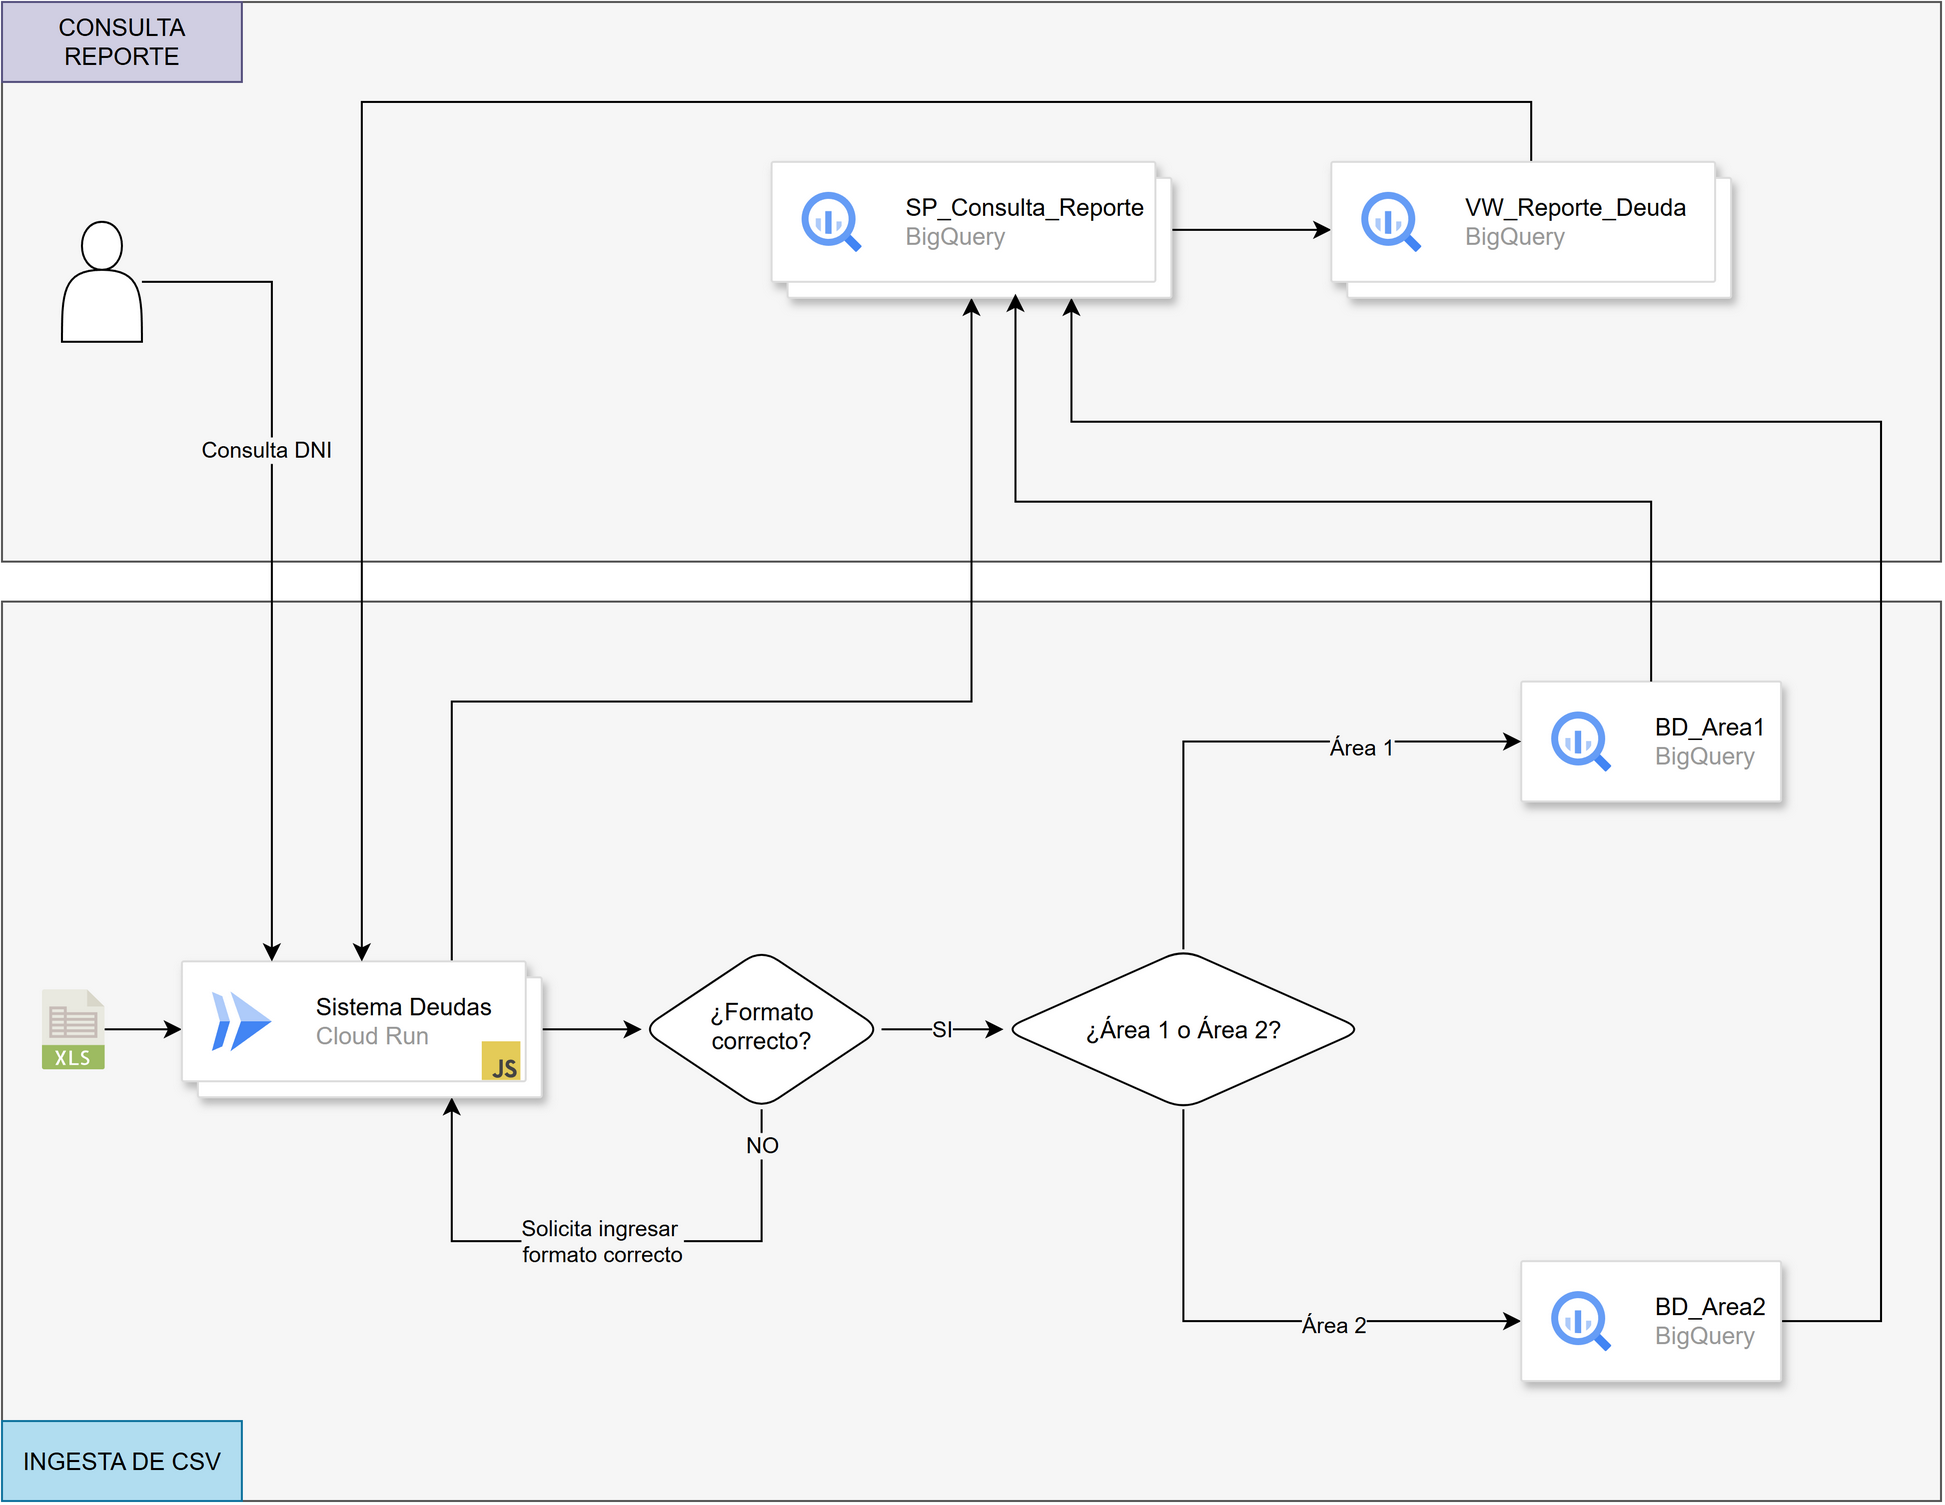 CONSULTA
REPORTE
SP_Consulta_Reporte
BigQuery
VW_Reporte_Deuda
BigQuery
Consulta DNI
BD_Area1
BigQuery
Área 1
Sistema Deudas
Cloud Run
JS
XLS
¿Formato
correcto?
SI
¿Área 1 o Área 2?
NO
Solicita ingresar
formato correcto
Área 2
BD_Area2
BigQuery
INGESTA DE CSV